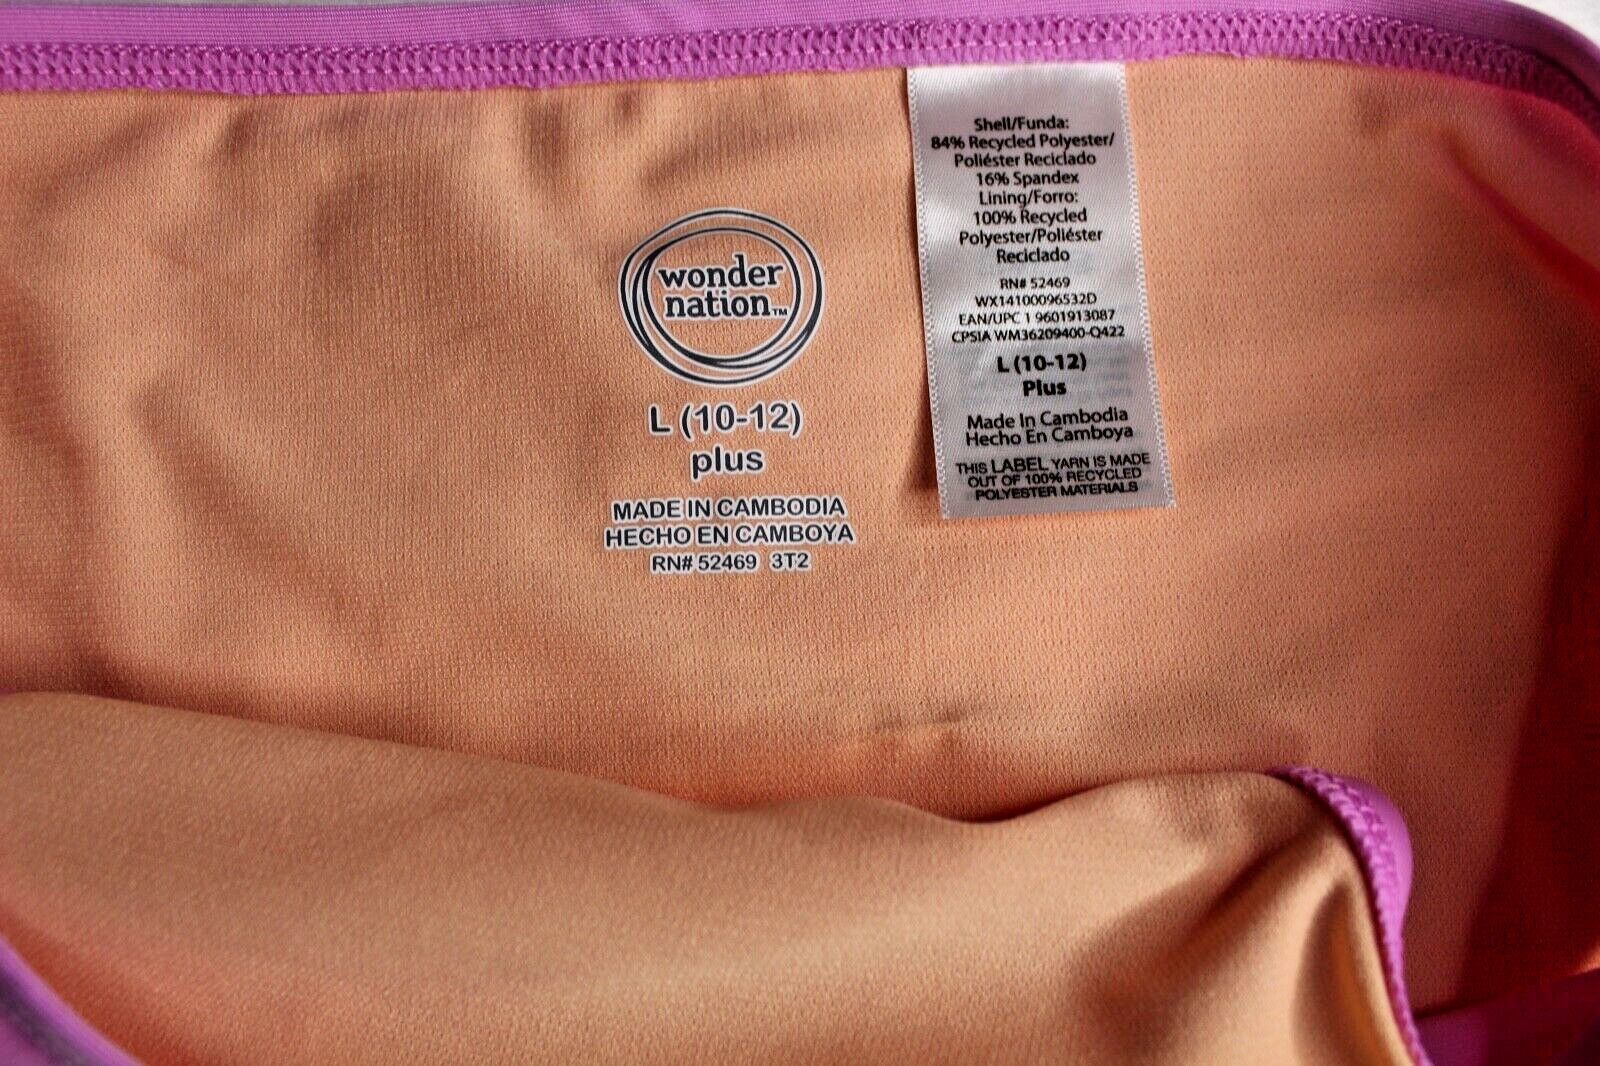 wonder
nation™
L (10-12)
plus
MADE IN CAMBODIA
HECHO EN CAMBOYA
RN# 52469 3T2
Shell/Funda:
84% Recycled Polyester/
Poliéster Reciclado
16% Spandex
Lining/Forro:
100% Recycled
Polyester/Poliéster
Reciclado
RN# 52469
WX14100096532D
EAN/UPC 1 9601913087
CPSIA WM36209400-Q422
L (10-12)
Plus
Made In Cambodia
Hecho En Camboya
THIS LABEL YARN IS MADE
OUT OF 100% RECYCLED
POLYESTER MATERIALS